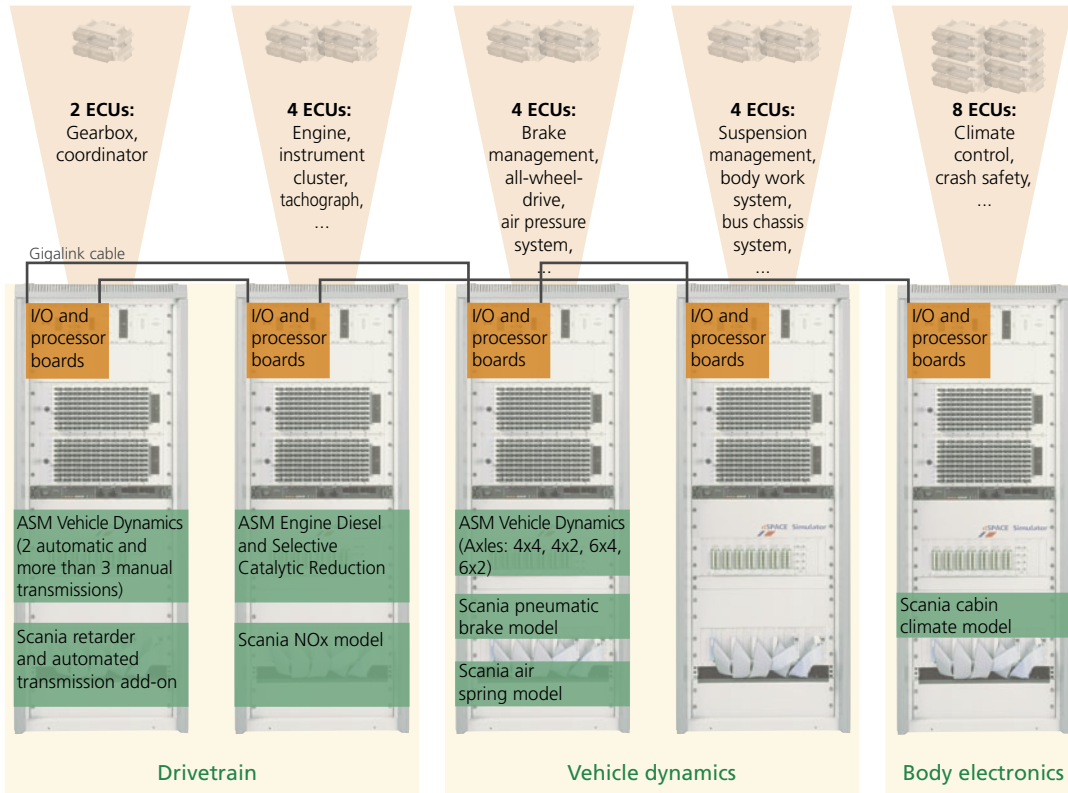 2 ECUs:
Gearbox,
coordinator
4 ECUs:
Engine,
instrument
cluster,
tachograph,
...
4 ECUs:
Brake
management,
all-wheel-
drive,
air pressure
system,
...
4 ECUs:
Suspension
management,
body work
system,
bus chassis
system,
...
8 ECUs:
Climate
control,
crash safety,
...
Gigalink cable
I/O and
processor
boards
I/O and
processor
boards
I/O and
processor
boards
I/O and
processor
boards
I/O and
processor
boards
ASM Vehicle Dynamics
(2 automatic and
more than 3 manual
transmissions)
Scania retarder
and automated
transmission add-on
ASM Engine Diesel
and Selective
Catalytic Reduction
Scania NOx model
ASM Vehicle Dynamics
(Axles: 4x4, 4x2, 6x4,
6x2)
Scania pneumatic
brake model
Scania air
spring model
dSPACE Simulator
dSPACE Simulator
Scania cabin
climate model
Drivetrain
Vehicle dynamics
Body electronics